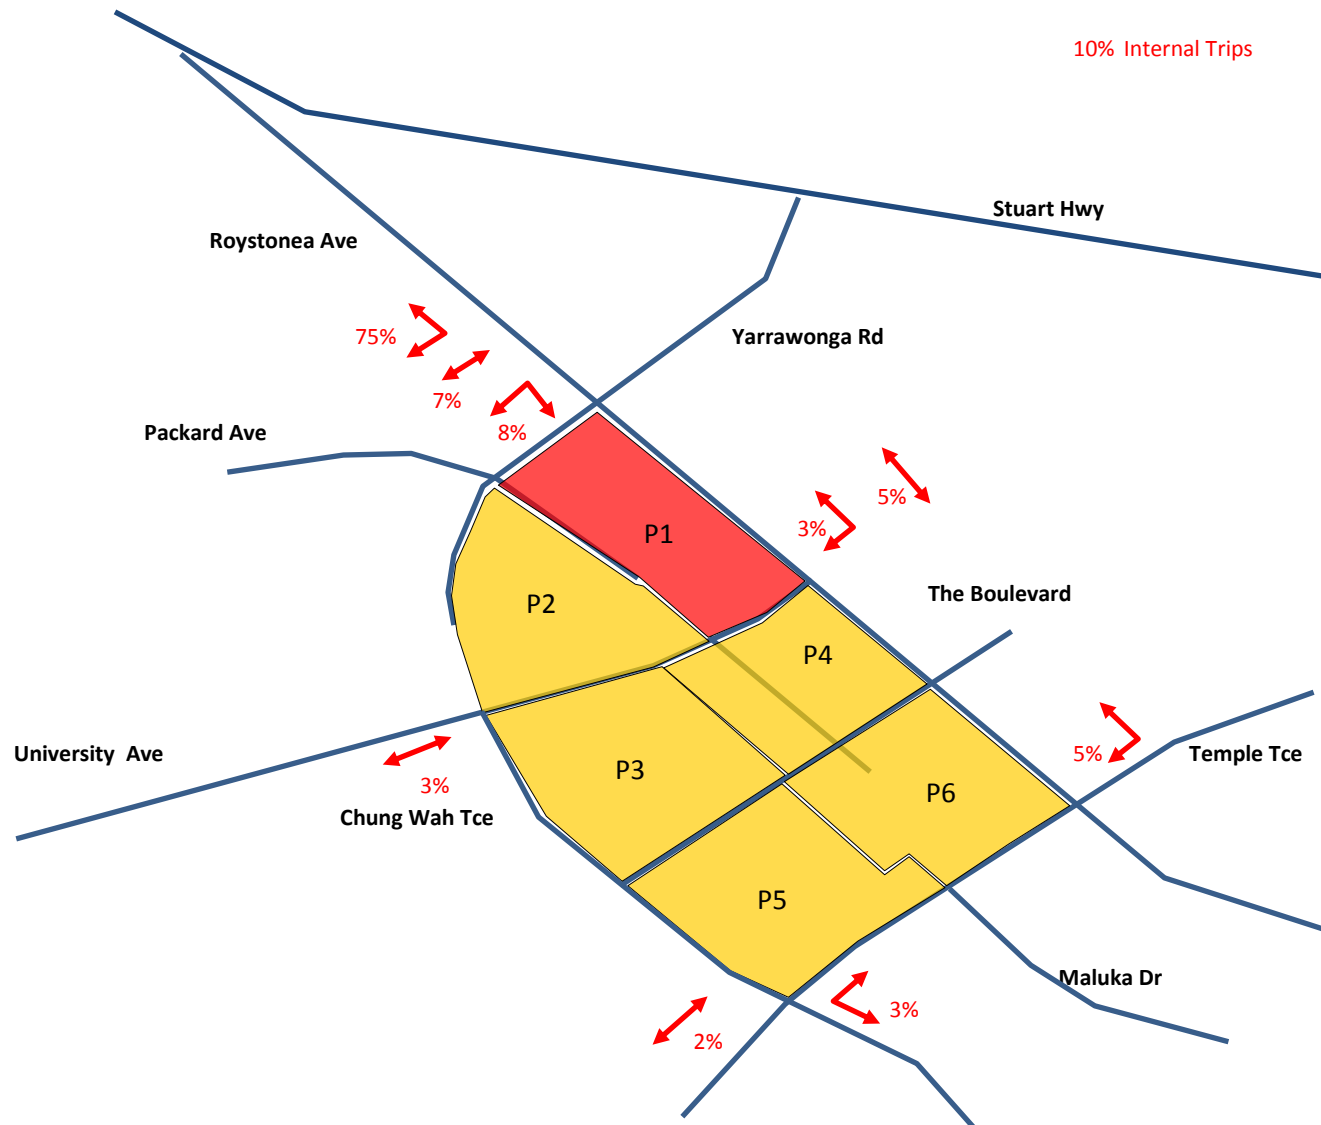 10% Internal Trips
Stuart Hwy
Roystonea Ave
75%
Yarrawonga Rd
7%
Packard Ave
8%
5%
3%
P1
The Boulevard
P2
P4
University  Ave
3%
Chung Wah Tce
P3
5%
Temple Tce
P6
P5
Maluka Dr
3%
2%